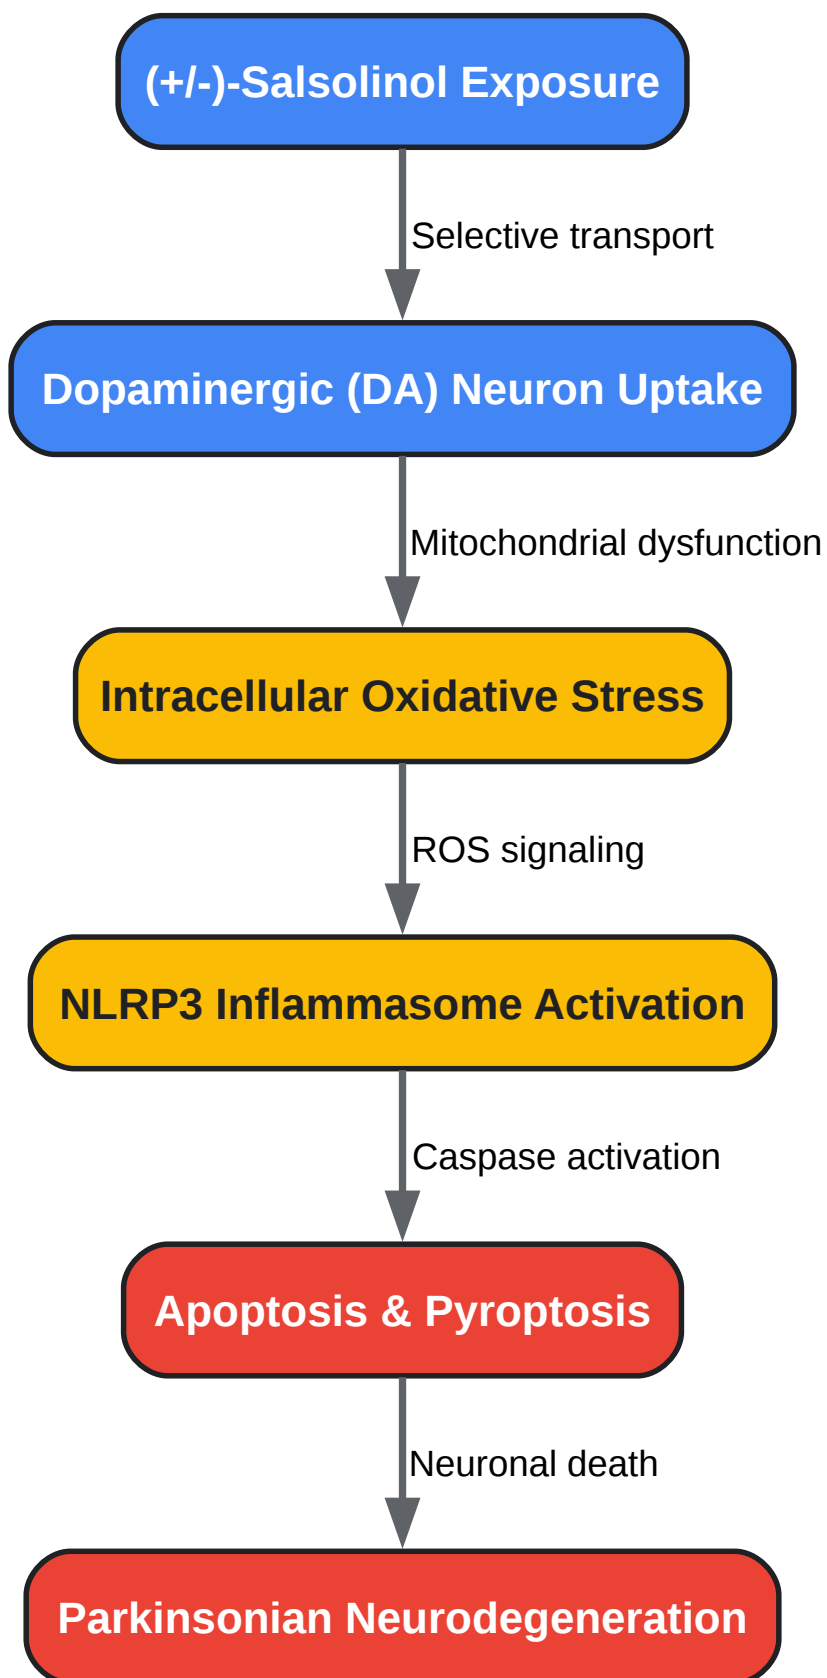 (+/-)-Salsolinol Exposure
Selective transport
Dopaminergic (DA) Neuron Uptake
Mitochondrial dysfunction
Intracellular Oxidative Stress
ROS signaling
NLRP3 Inflammasome Activation
Caspase activation
Apoptosis & Pyroptosis
Neuronal death
Parkinsonian Neurodegeneration